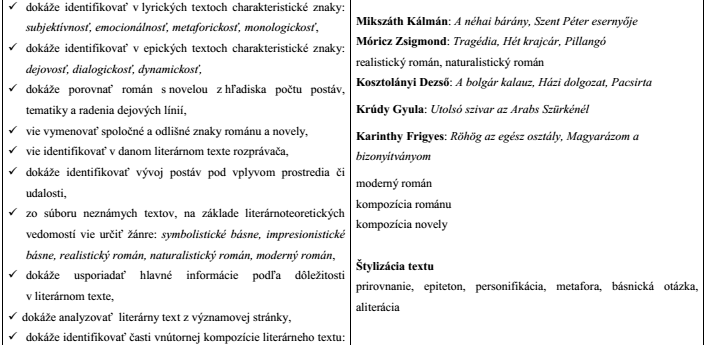 ✓ dokáže identifikovať v lyrických textoch charakteristické znaky:
subjektívnosť, emocionálnosť, metaforickosť, monologickosť,
✓ dokáže identifikovať v epických textoch charakteristické znaky:
dejovosť, dialogickosť, dynamickosť,
✓ dokáže porovnať román s novelou z hľadiska počtu postáv,
tematiky a radenia dejových línií,
✓ vie vymenovať spoločné a odlišné znaky románu a novely,
✓ vie identifikovať v danom literárnom texte rozprávača,
✓ dokáže identifikovať vývoj postáv pod vplyvom prostredia či
udalosti,
✓ zo súboru neznámych textov, na základe literárnoteoretických
vedomostí vie určiť žánre: symbolistické básne, impresionistické
básne, realistický román, naturalistický román, moderný román,
✓ dokáže usporiadať hlavné informácie podľa dôležitosti
v literárnom texte,
✓ dokáže analyzovať literárny text z významovej stránky,
✓ dokáže identifikovať časti vnútornej kompozície literárneho textu:
Mikszáth Kálmán: A néhai bárány, Szent Péter esernyője
Móricz Zsigmond: Tragédia, Hét krajcár, Pillangó
realistický román, naturalistický román
Kosztolányi Dezső: A bolgár kalauz, Házi dolgozat, Pacsirta
Krúdy Gyula: Utolsó szivar az Arabs Szürkénél
Karinthy Frigyes: Röhög az egész osztály, Magyarázom a
bizonyítványom
moderný román
kompozícia románu
kompozícia novely
Štylizácia textu
prirovnanie, epiteton, personifikácia, metafora, básnická otázka,
aliterácia